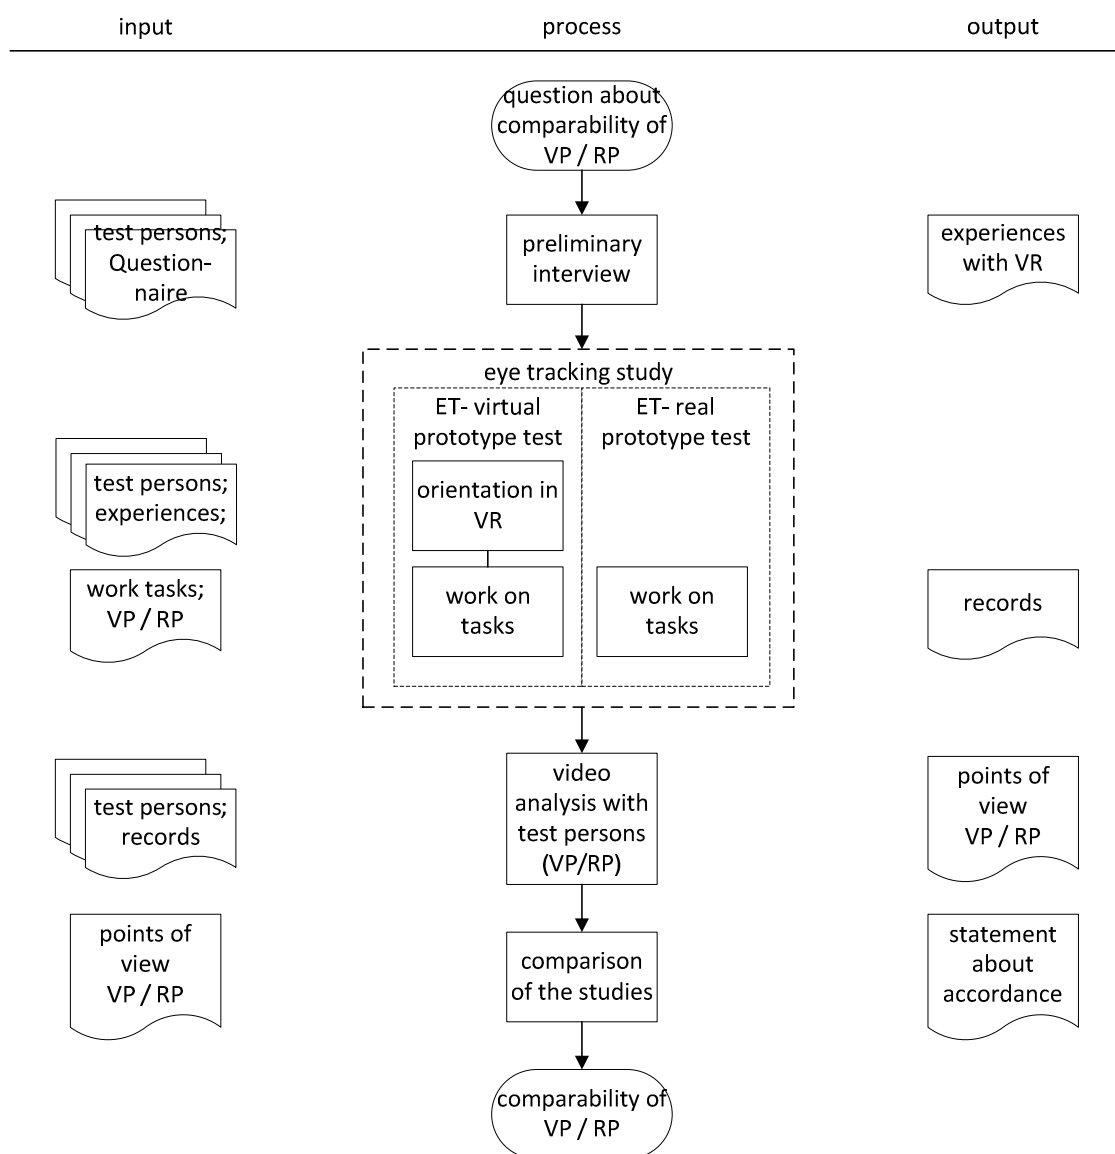 input
process
output
question about
comparability of
VP / RP
test persons;
Question-
naire
preliminary
interview
experiences
with VR
eye tracking study
ET- virtual
prototype test
ET- real
prototype test
test persons;
experiences;
orientation in
VR
work tasks;
VP / RP
work on
tasks
work on
tasks
records
test persons;
records
video
analysis with
test persons
(VP/RP)
points of
view
VP / RP
points of
view
VP / RP
comparison
of the studies
statement
about
accordance
comparability of
VP / RP